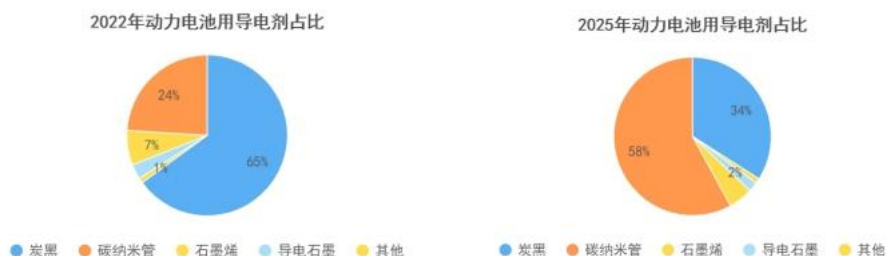 2022年动力电池用导电剂占比
24%
7%
1%
65%
炭黑 碳纳米管 石墨烯 导电石墨 其他
2025年动力电池用导电剂占比
34%
58%
2%
炭黑 碳纳米管 石墨烯 导电石墨 其他